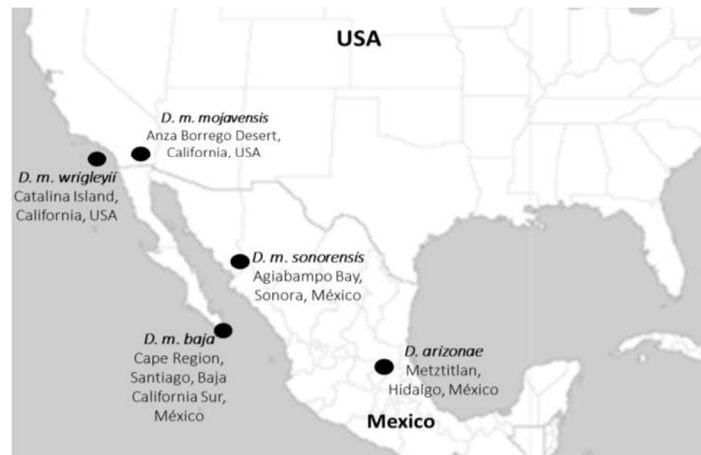 USA
D. m. mojavensis
Anza Borrego Desert,
California, USA
D. m. wrigleyii
Catalina Island,
California, USA
D. m. sonorensis
Agiabampo Bay,
Sonora, México
D. m. baja
Cape Region,
Santiago, Baja
California Sur,
México
D. arizonae
Metztitlan,
Hidalgo, México
Mexico